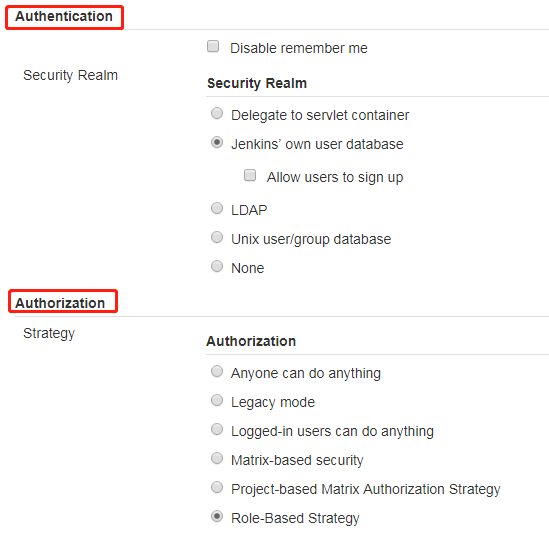 Authentication
Disable remember me
Security Realm
Security Realm
Delegate to servlet container
Jenkins' own user database
Allow users to sign up
LDAP
Unix user/group database
None
Authorization
Strategy
Authorization
Anyone can do anything
Legacy mode
Logged-in users can do anything
Matrix-based security
Project-based Matrix Authorization Strategy
Role-Based Strategy